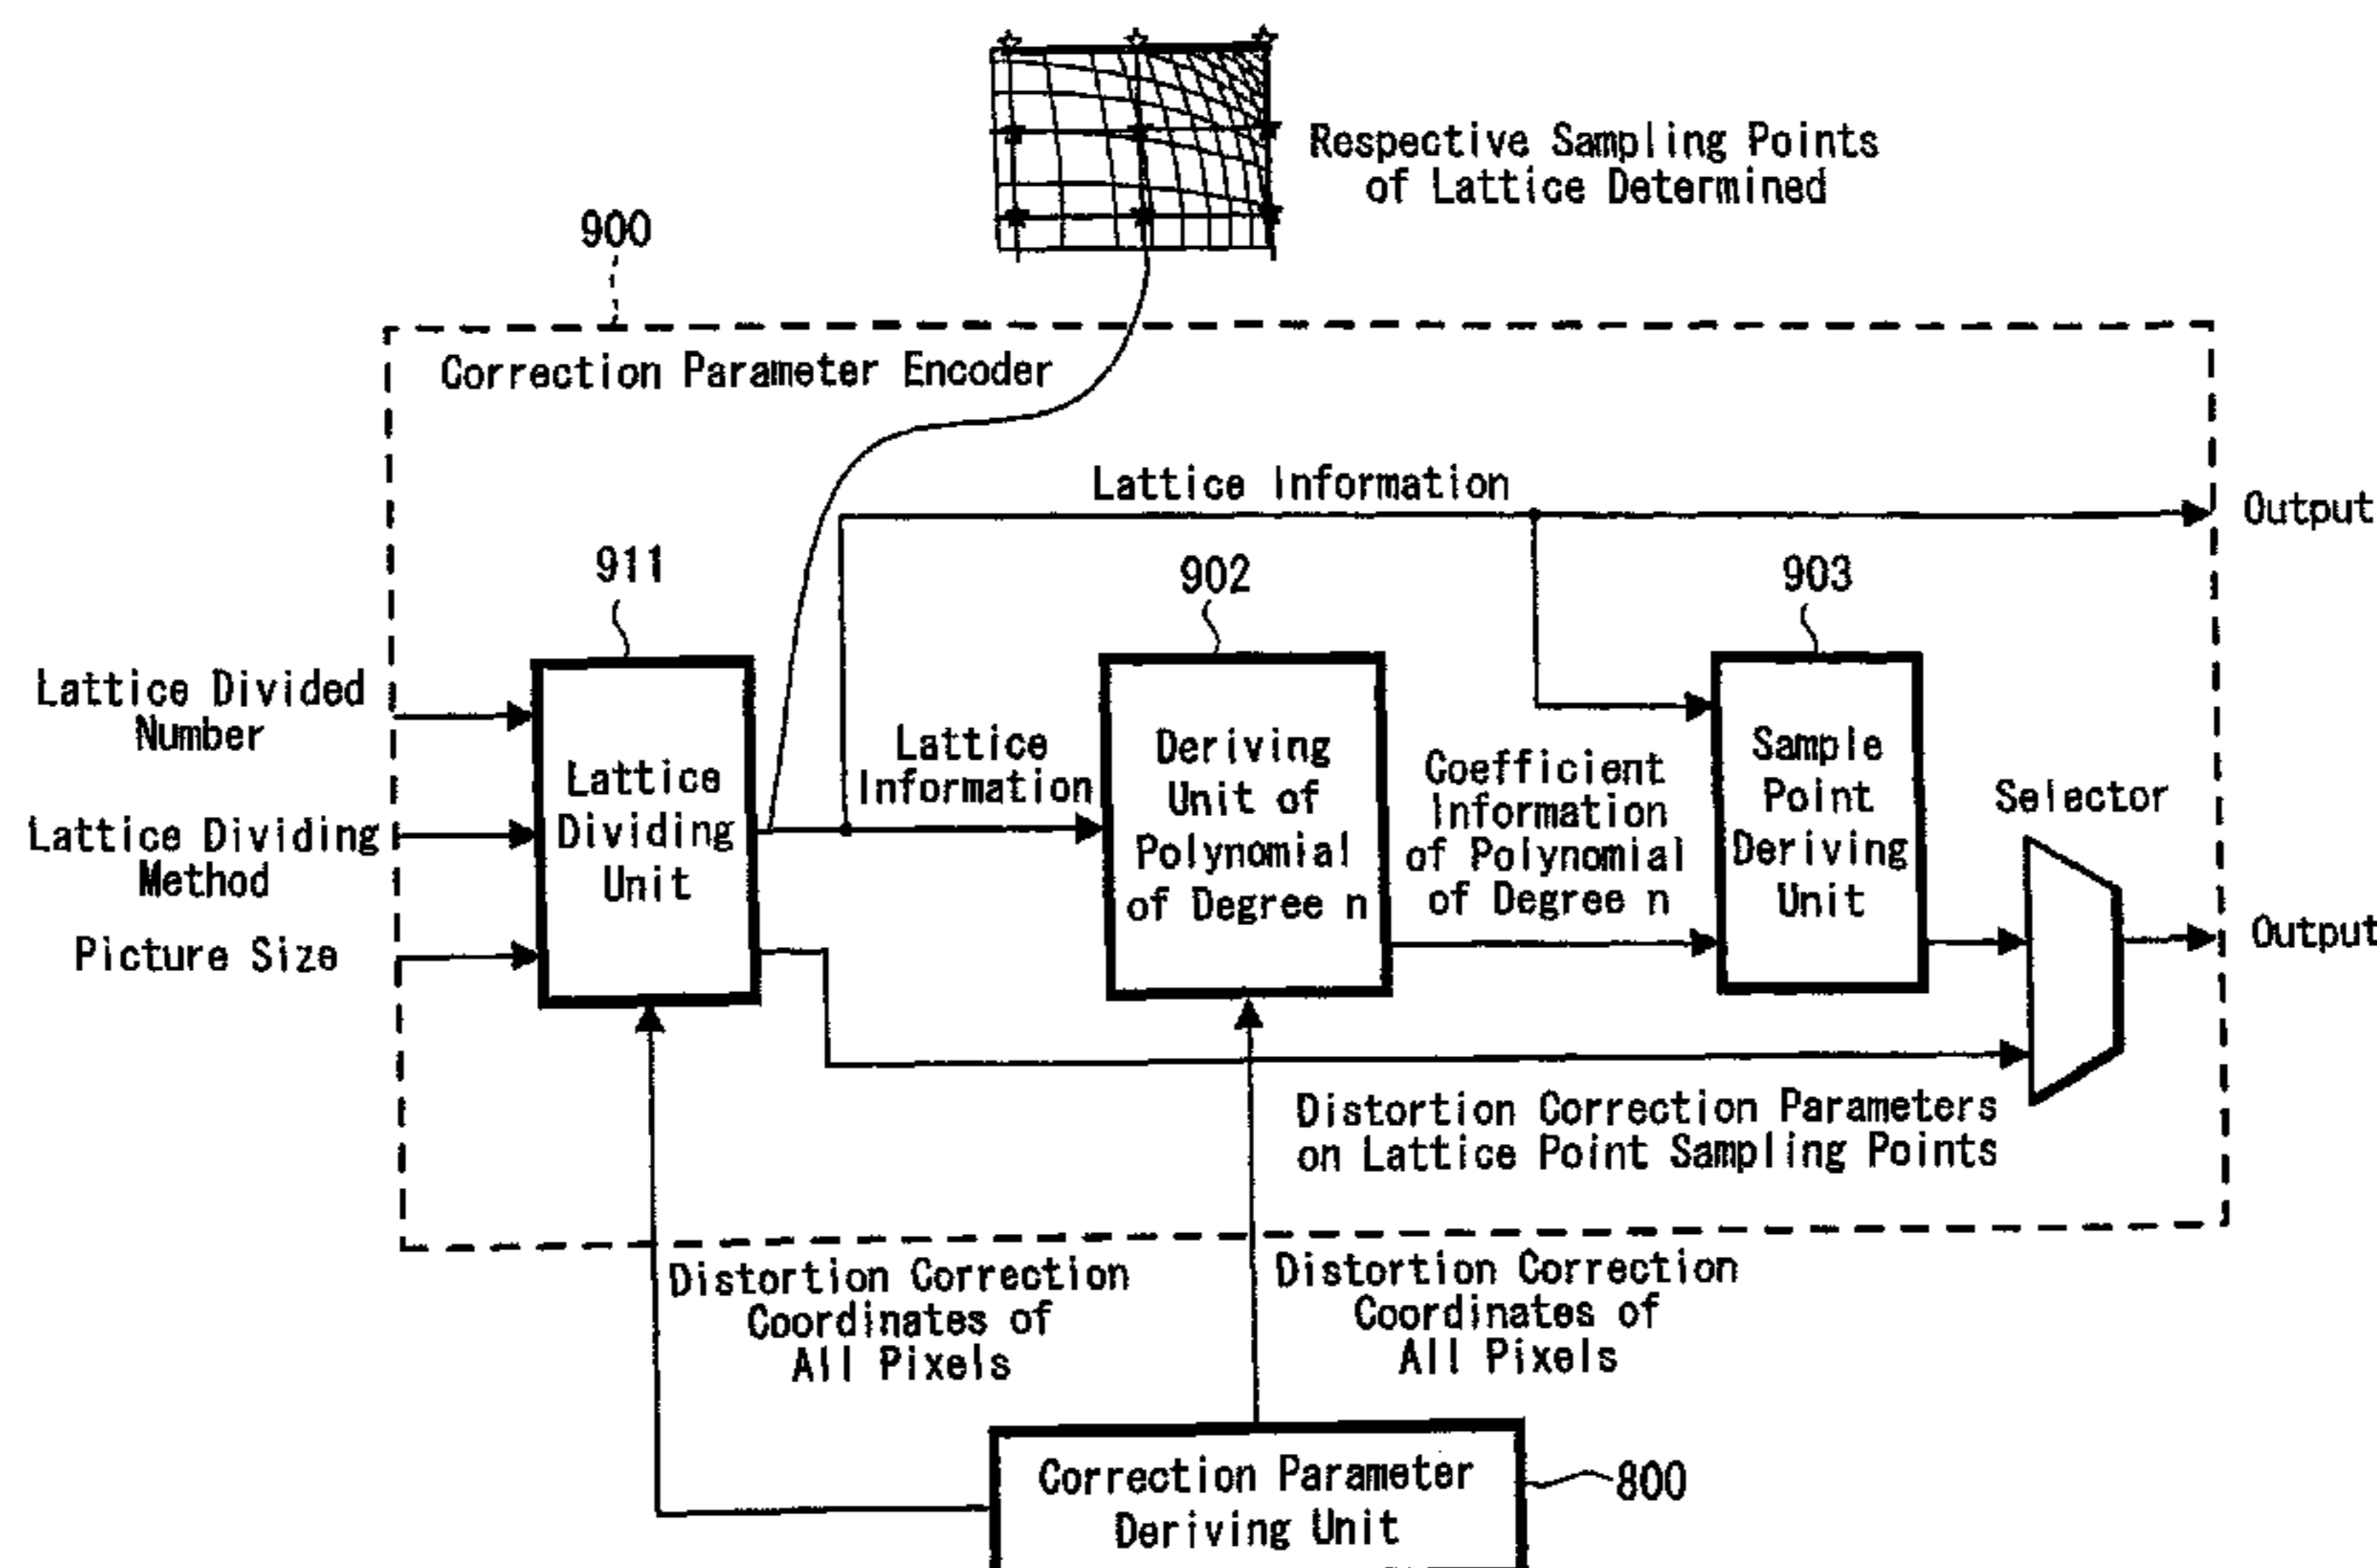 Respective Sampling Points
of Lattice Determined
900
Correction Parameter Encoder
Lattice Information
Output
911
902
903
Lattice Divided
Number
Lattice Dividing
Method
Picture Size
Lattice
Dividing
Unit
Lattice
Information
Deriving
Unit of
Polynomial
of Degree n
Coefficient
Information
of Polynomial
of Degree n
Sample
Point
Deriving
Unit
Selector
Output
Distortion Correction Parameters
on Lattice Point Sampling Points
Distortion Correction
Coordinates of
All Pixels
Distortion Correction
Coordinates of
All Pixels
Correction Parameter
Deriving Unit
800